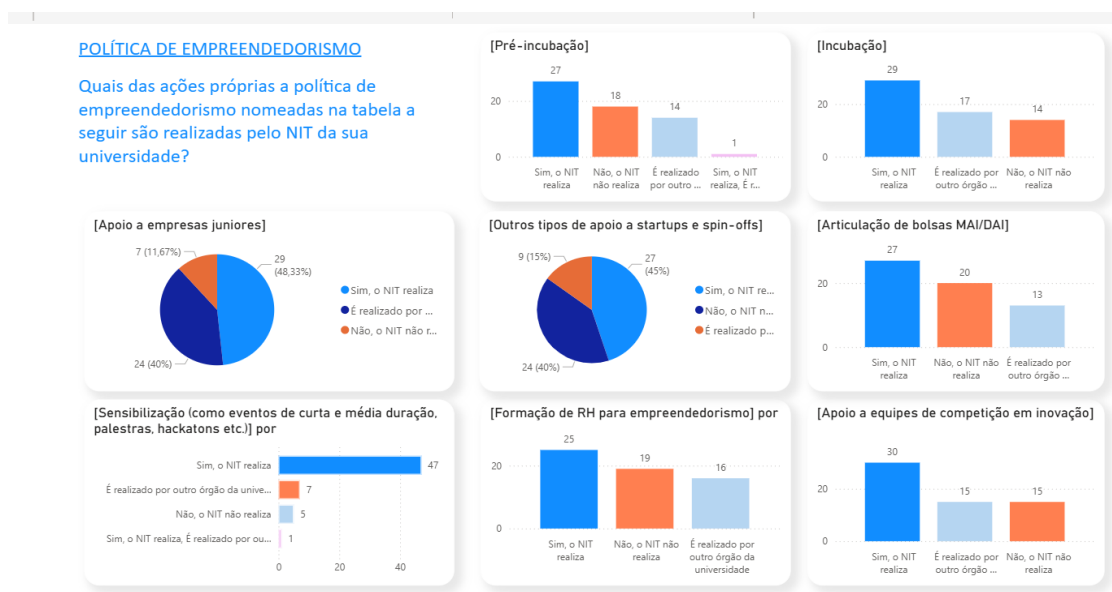 POLÍTICA DE EMPREENDEDORISMO
Quais das ações próprias a política de
empreendedorismo nomeadas na tabela a
seguir são realizadas pelo NIT da sua
universidade?
[Pré-incubação]
27
18
14
1
20
0
Sim, o NIT
realiza
Não, o NIT
não realiza
É realizado
por outro ...
Sim, o NIT
realiza, É r...
[Incubação]
29
17
14
20
0
Sim, o NIT
realiza
É realizado por
outro órgão ...
Não, o NIT não
realiza
[Apoio a empresas juniores]
7 (11,67%)
29
(48,33%)
24 (40%)
Sim, o NIT realiza
É realizado por ...
Não, o NIT não r...
[Outros tipos de apoio a startups e spin-offs]
9 (15%)
27
(45%)
24 (40%)
Sim, o NIT re...
Não, o NIT n...
É realizado p...
[Articulação de bolsas MAI/DAI]
27
20
13
20
0
Sim, o NIT
realiza
Não, o NIT não
realiza
É realizado por
outro órgão ...
[Sensibilização (como eventos de curta e média duração,
palestras, hackatons etc.)] por
Sim, o NIT realiza
47
É realizado por outro órgão da unive...
7
Não, o NIT não realiza
5
Sim, o NIT realiza, É realizado por ou...
1
0 20 40
[Formação de RH para empreendedorismo] por
25
19
16
20
0
Sim, o NIT
realiza
Não, o NIT não
realiza
É realizado por
outro órgão da
universidade
[Apoio a equipes de competição em inovação]
30
15
15
20
0
Sim, o NIT
realiza
É realizado por
outro órgão ...
Não, o NIT não
realiza